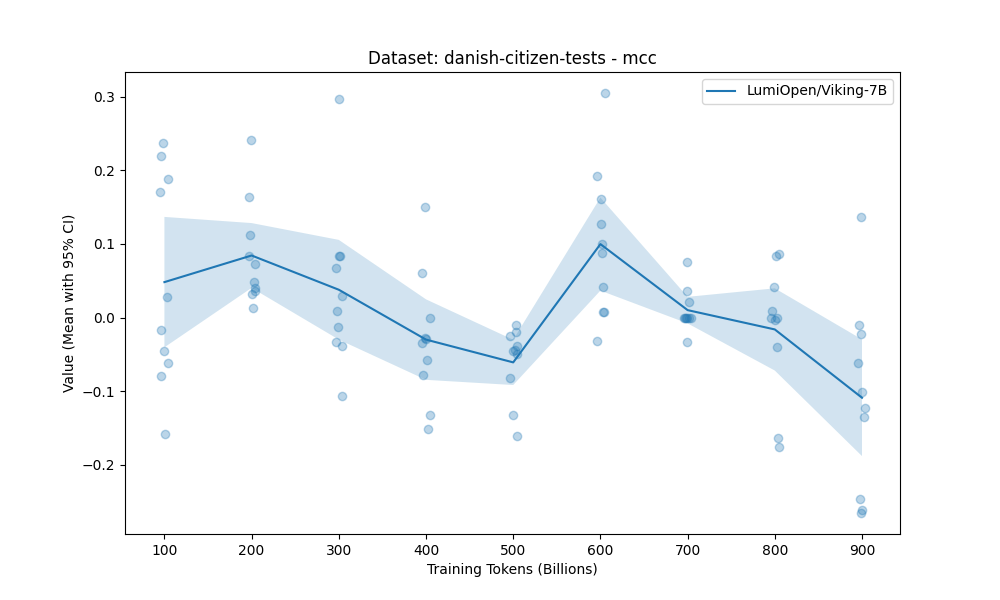 Dataset: danish-citizen-tests - mcc
LumiOpen/Viking-7B
Value (Mean with 95% CI)
0.3
0.2
0.1
0.0
−0.1
−0.2
100 200 300 400 500 600 700 800 900
Training Tokens (Billions)